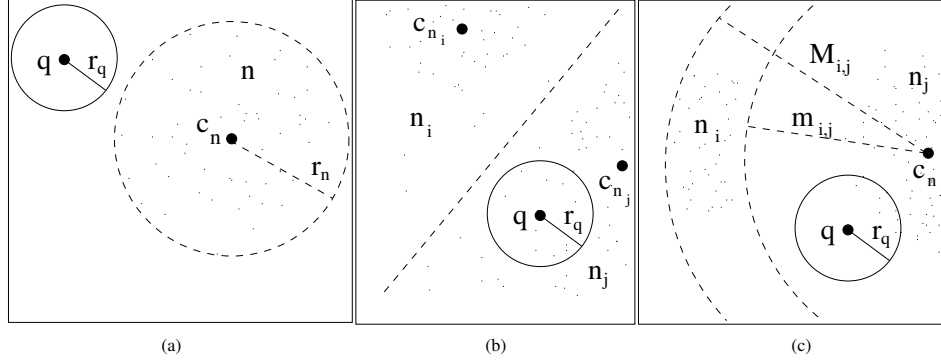 q
r_q
n
c_n
r_n
(a)
c_{n_i}
n_i
c_{n_j}
q
r_q
n_j
(b)
M_{i,j}
n_j
n_i
m_{i,j}
c_n
q
r_q
(c)